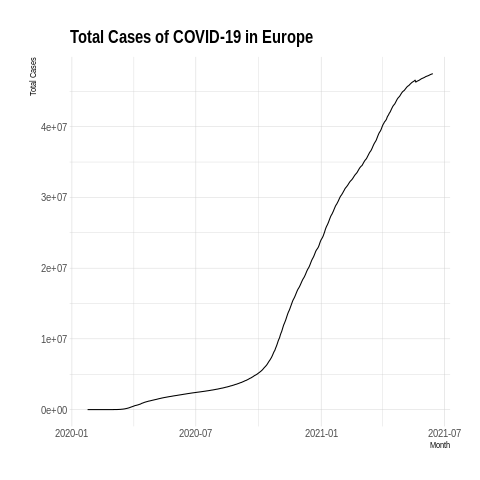 Total Cases of COVID-19 in Europe
Total Cases
4e+07
3e+07
2e+07
1e+07
0e+00
2020-01 2020-07 2021-01 2021-07
Month